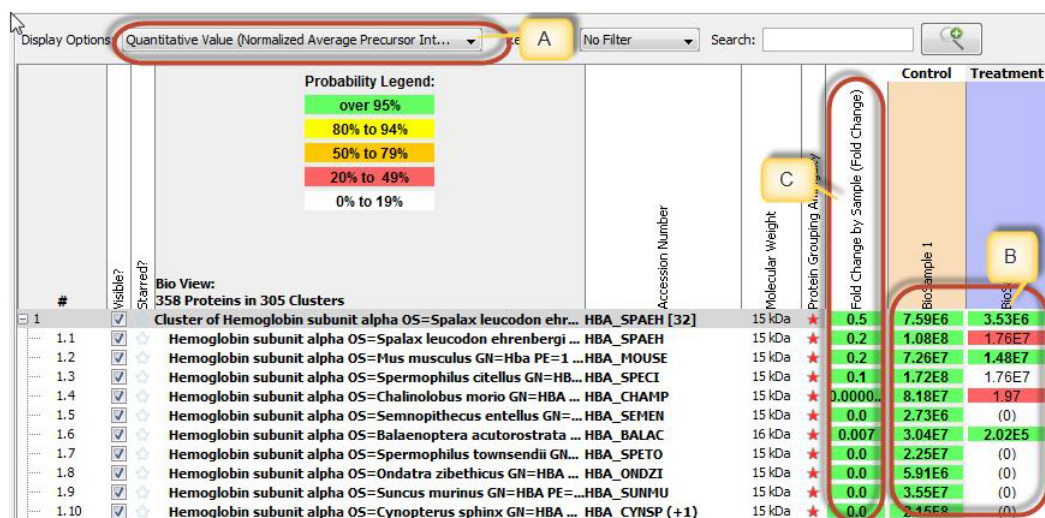 Display Options: Quantitative Value (Normalized Average Precursor Int... A No Filter Search:
Control Treatment
Probability Legend:
over 95%
80% to 94%
50% to 79%
20% to 49%
0% to 19%
C
B
#
Visible?
Starred?
Bio View:
358 Proteins in 305 Clusters
Accession Number
Molecular Weight
Protein Grouping
Fold Change by Sample (Fold Change)
BioSample 1
1 Cluster of Hemoglobin subunit alpha OS=Spalax leucodon ehr... HBA_SPAEH [32] 15 kDa 0.5 7.59E6 3.53E6
1.1 Hemoglobin subunit alpha OS=Spalax leucodon ehrenbergi ... HBA_SPAEH 15 kDa 0.2 1.08E8 1.76E7
1.2 Hemoglobin subunit alpha OS=Mus musculus GN=Hba PE=1 ... HBA_MOUSE 15 kDa 0.2 7.26E7 1.48E7
1.3 Hemoglobin subunit alpha OS=Spermophilus citellus GN=HB... HBA_SPECI 15 kDa 0.1 1.72E8 1.76E7
1.4 Hemoglobin subunit alpha OS=Chalinolobus morio GN=HBA ... HBA_CHAMP 15 kDa 0.0000... 8.18E7 1.97
1.5 Hemoglobin subunit alpha OS=Semnopithecus entellus GN=... HBA_SEMEN 15 kDa 0.0 2.73E6 (0)
1.6 Hemoglobin subunit alpha OS=Balaenoptera acutorostrata ... HBA_BALAC 16 kDa 0.007 3.04E7 2.02E5
1.7 Hemoglobin subunit alpha OS=Spermophilus townsendii GN... HBA_SPETO 15 kDa 0.0 2.25E7 (0)
1.8 Hemoglobin subunit alpha OS=Ondatra zibethicus GN=HBA ... HBA_ONDZI 15 kDa 0.0 5.91E6 (0)
1.9 Hemoglobin subunit alpha OS=Suncus murinus GN=HBA PE=... HBA_SUNMU 15 kDa 0.0 3.55E7 (0)
1.10 Hemoglobin subunit alpha OS=Cynopterus sphinx GN=HBA ... HBA_CYNSP (+1) 15 kDa 0.0 2.15E8 (0)